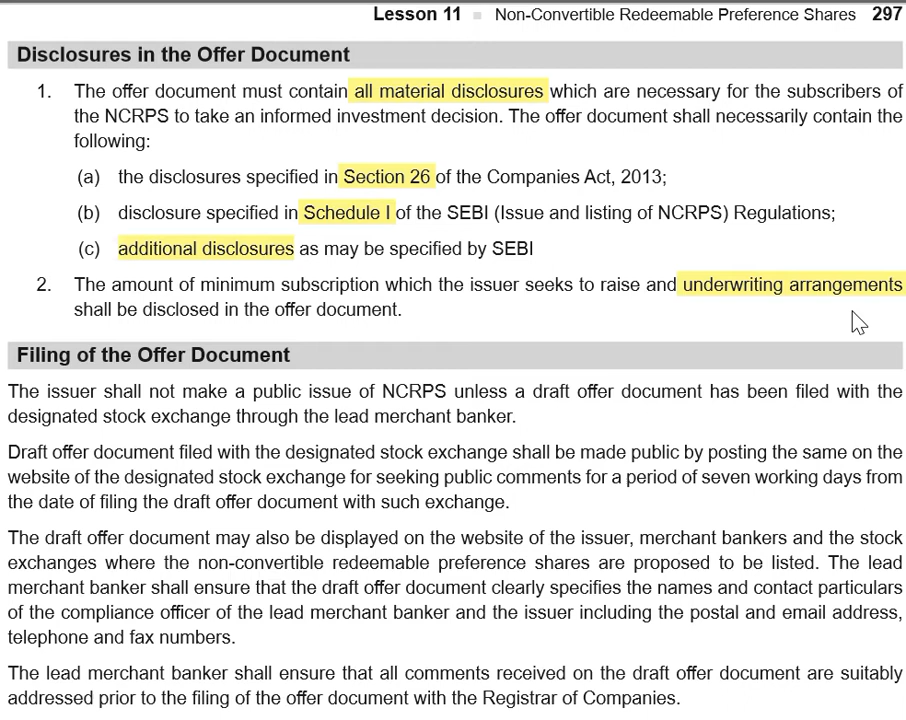 Lesson 11 ■ Non-Convertible Redeemable Preference Shares 297
Disclosures in the Offer Document
1. The offer document must contain all material disclosures which are necessary for the subscribers of
the NCRPS to take an informed investment decision. The offer document shall necessarily contain the
following:
(a) the disclosures specified in Section 26 of the Companies Act, 2013;
(b) disclosure specified in Schedule I of the SEBI (Issue and listing of NCRPS) Regulations;
(c) additional disclosures as may be specified by SEBI
2. The amount of minimum subscription which the issuer seeks to raise and underwriting arrangements
shall be disclosed in the offer document.
Filing of the Offer Document
The issuer shall not make a public issue of NCRPS unless a draft offer document has been filed with the
designated stock exchange through the lead merchant banker.
Draft offer document filed with the designated stock exchange shall be made public by posting the same on the
website of the designated stock exchange for seeking public comments for a period of seven working days from
the date of filing the draft offer document with such exchange.
The draft offer document may also be displayed on the website of the issuer, merchant bankers and the stock
exchanges where the non-convertible redeemable preference shares are proposed to be listed. The lead
merchant banker shall ensure that the draft offer document clearly specifies the names and contact particulars
of the compliance officer of the lead merchant banker and the issuer including the postal and email address,
telephone and fax numbers.
The lead merchant banker shall ensure that all comments received on the draft offer document are suitably
addressed prior to the filing of the offer document with the Registrar of Companies.